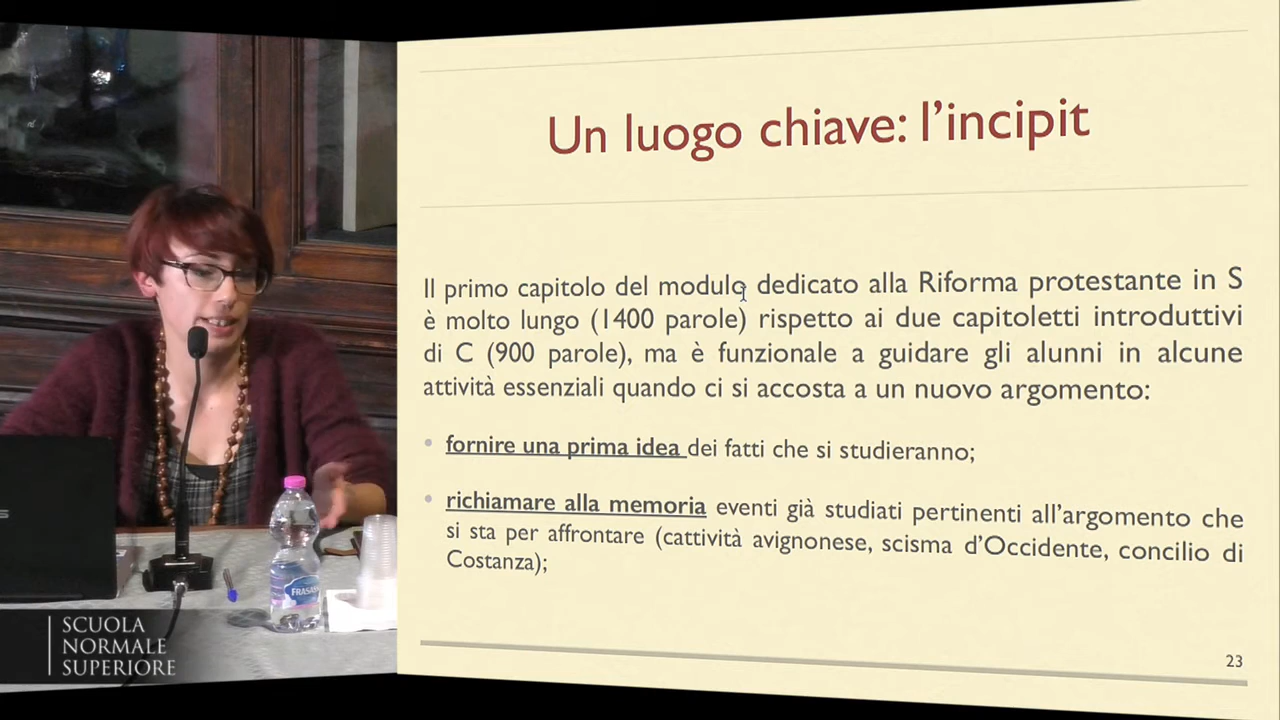 Un luogo chiave: l'incipit
Il primo capitolo del modulo dedicato alla Riforma protestante in S
è molto lungo (1400 parole) rispetto ai due capitoletti introduttivi
di C (900 parole), ma è funzionale a guidare gli alunni in alcune
attività essenziali quando ci si accosta a un nuovo argomento:
• fornire una prima idea dei fatti che si studieranno;
• richiamare alla memoria eventi già studiati pertinenti all'argomento che
si sta per affrontare (cattività avignonese, scisma d'Occidente, concilio di
Costanza);
23
SCUOLA
NORMALE
SUPERIORE